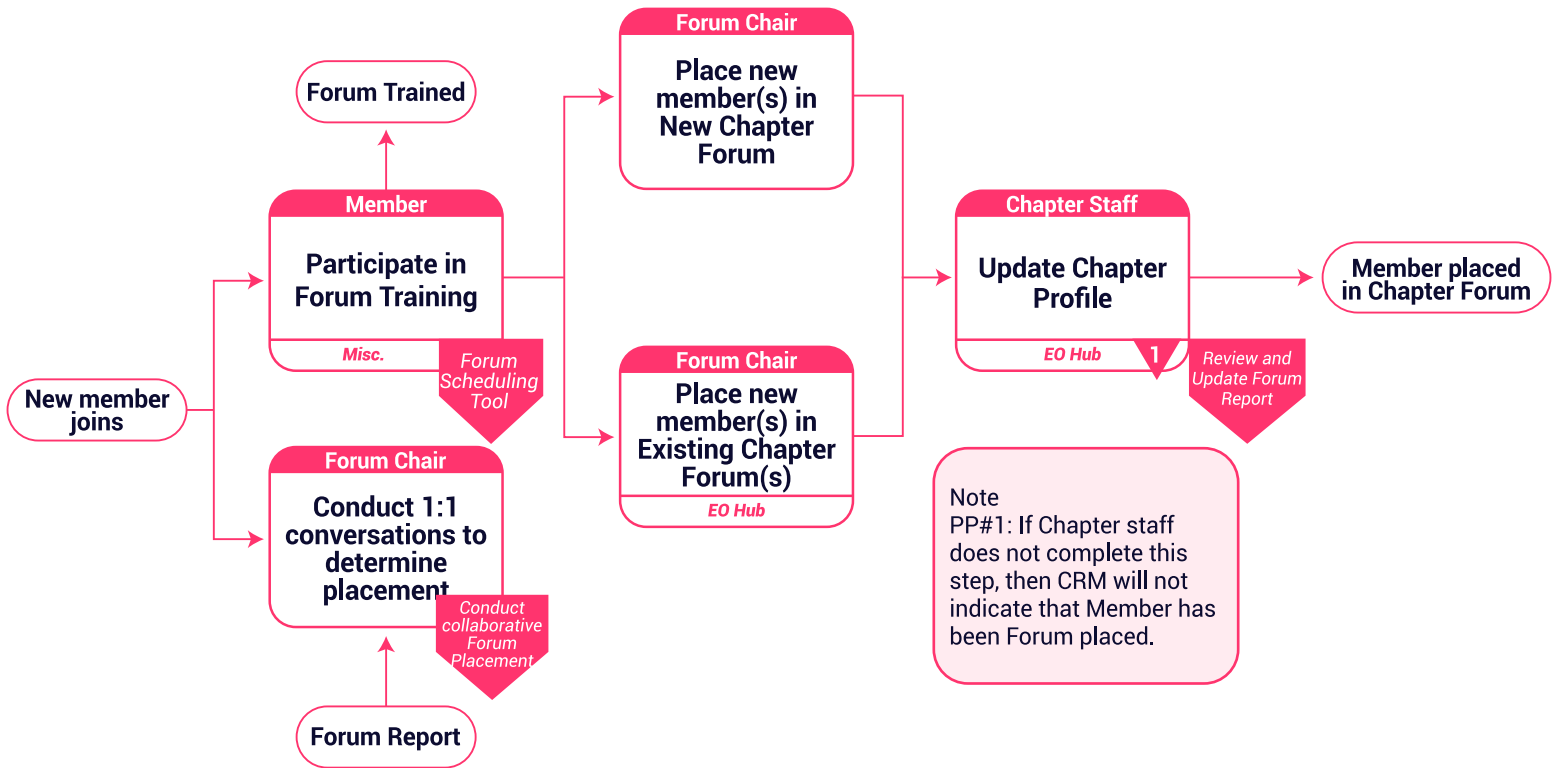 New member
joins
Forum Trained
Member
Participate in
Forum Training
Misc.
Forum
Scheduling
Tool
Forum Chair
Conduct 1:1
conversations to
determine
placement
Conduct
collaborative
Forum
Placement
Forum Report
Forum Chair
Place new
member(s) in
New Chapter
Forum
Forum Chair
Place new
member(s) in
Existing Chapter
Forum(s)
EO Hub
Chapter Staff
Update Chapter
Profile
EO Hub
1
Review and
Update Forum
Report
Member placed
in Chapter Forum
Note
PP#1: If Chapter staff
does not complete this
step, then CRM will not
indicate that Member has
been Forum placed.